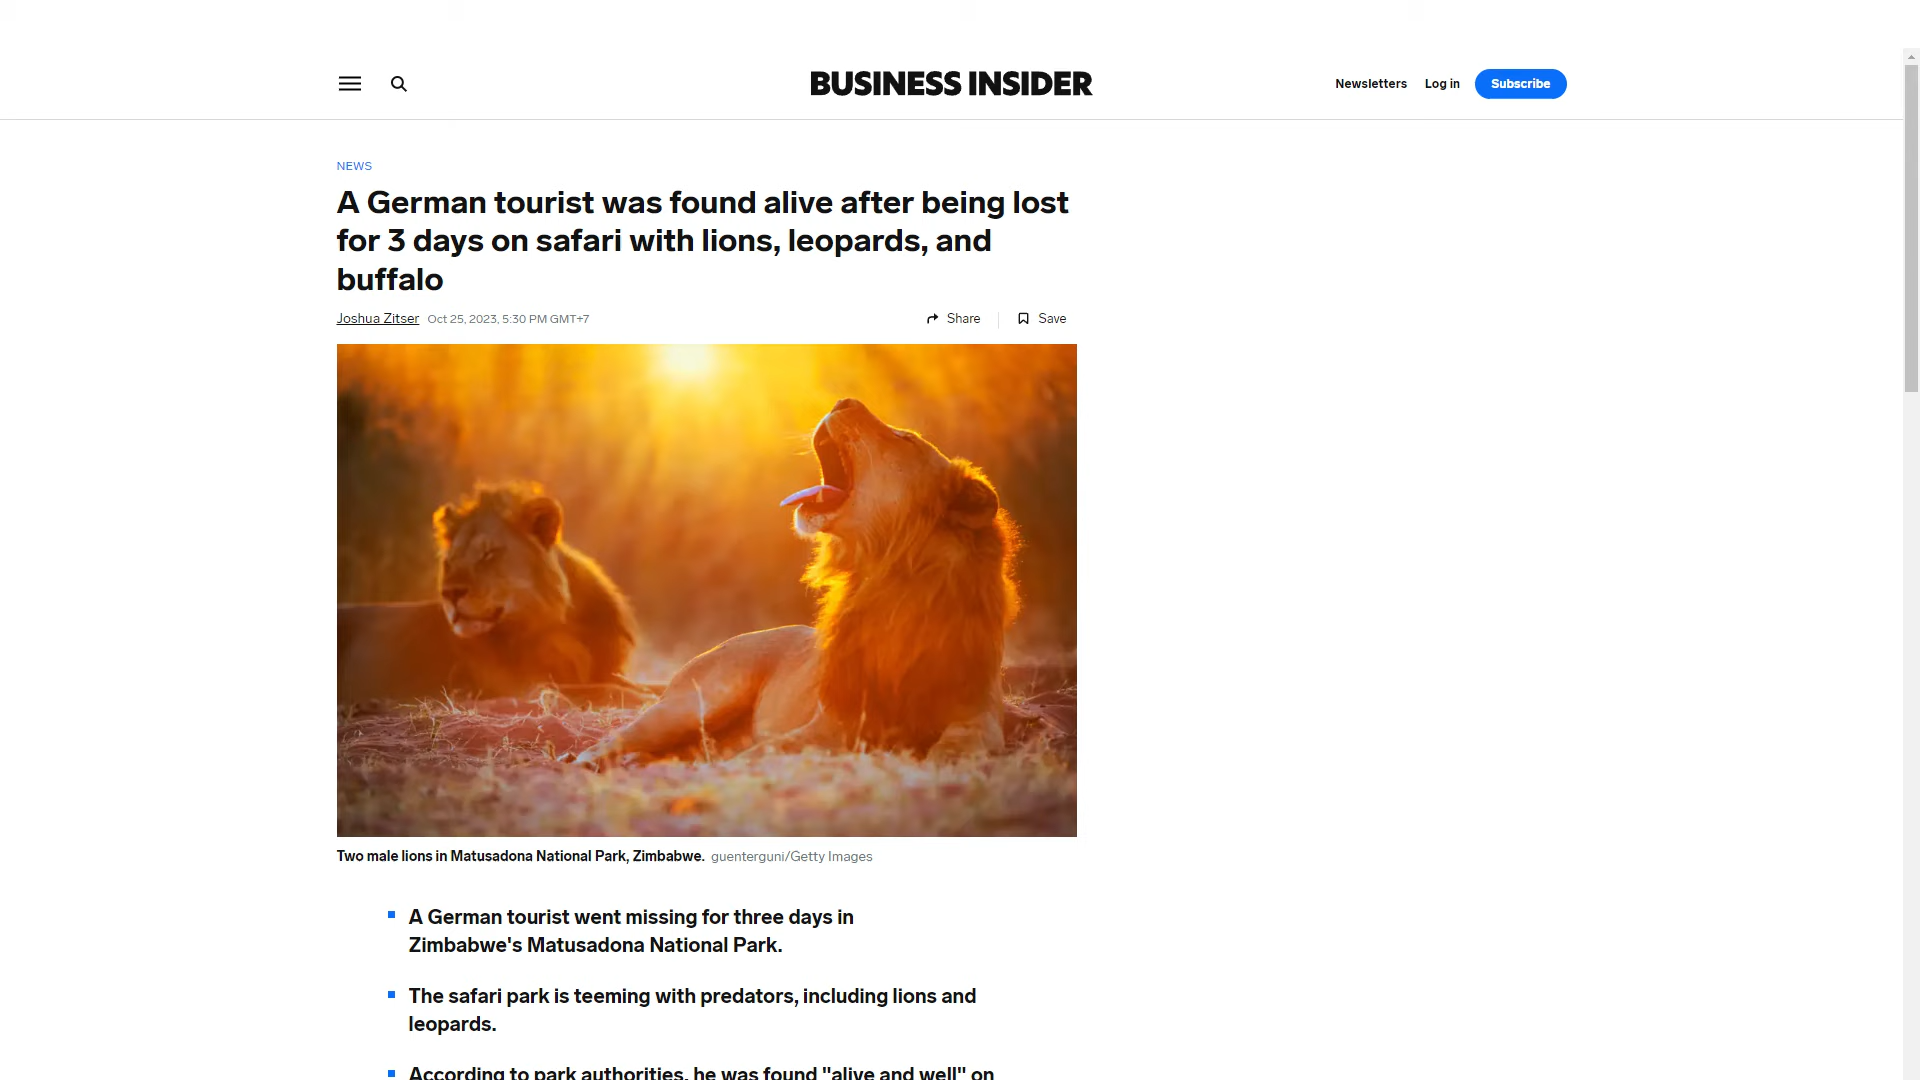 BUSINESS INSIDER
Newsletters Log in Subscribe
NEWS
A German tourist was found alive after being lost
for 3 days on safari with lions, leopards, and
buffalo
Joshua Zitser Oct 25, 2023, 5:30 PM GMT+7
Share Save
Two male lions in Matusadona National Park, Zimbabwe. guenterguni/Getty Images
A German tourist went missing for three days in
Zimbabwe's Matusadona National Park.
The safari park is teeming with predators, including lions and
leopards.
According to park authorities, he was found "alive and well" on